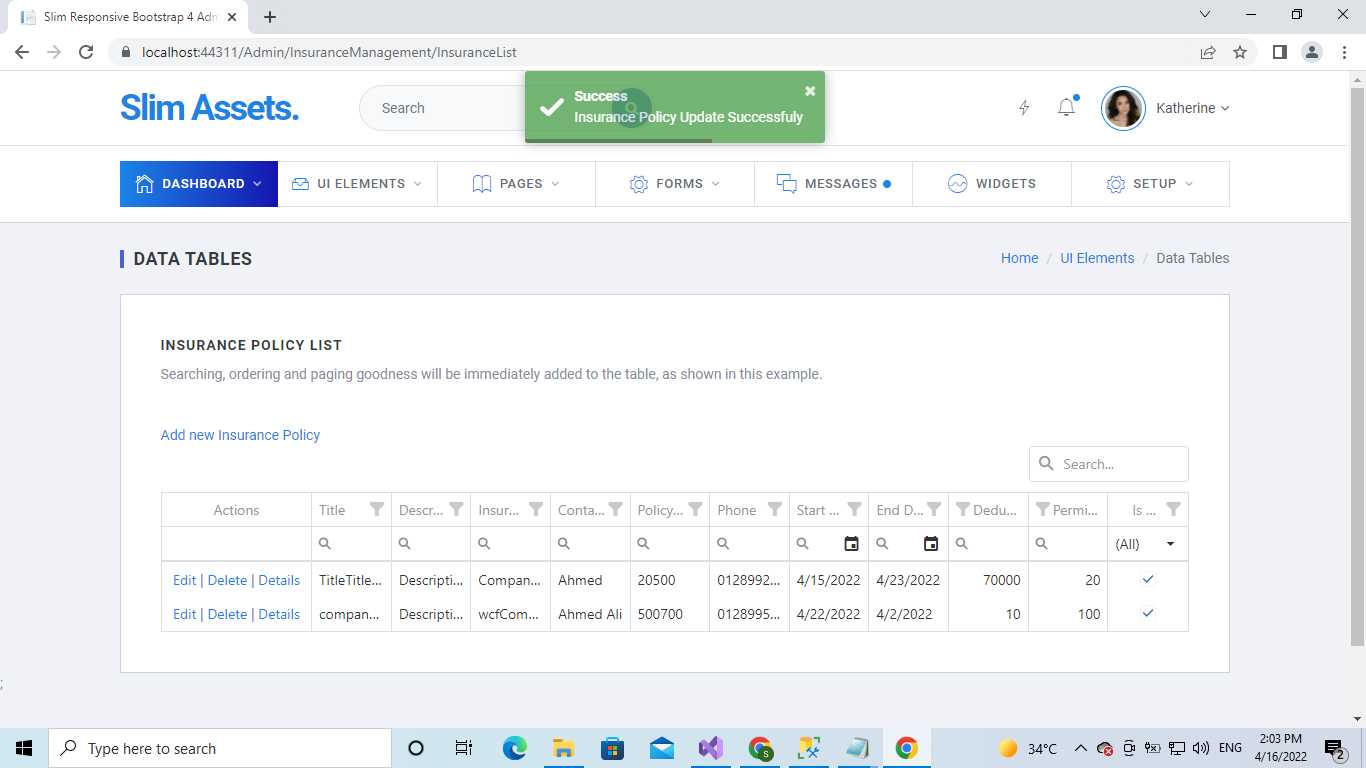 Slim Responsive Bootstrap 4 Adm
localhost:44311/Admin/InsuranceManagement/InsuranceList
Success
Insurance Policy Update Successfuly
Slim Assets.
Search
Katherine
DASHBOARD
UI ELEMENTS
PAGES
FORMS
MESSAGES
WIDGETS
SETUP
DATA TABLES
Home / UI Elements / Data Tables
INSURANCE POLICY LIST
Searching, ordering and paging goodness will be immediately added to the table, as shown in this example.
Add new Insurance Policy
Search...
Actions Title Descr... Insur... Conta... Policy... Phone Start ... End D... Dedu... Permi... Is ...
(All)
Edit | Delete | Details TitleTitle... Descripti... Compan... Ahmed 20500 0128992... 4/15/2022 4/23/2022 70000 20
Edit | Delete | Details compan... Descripti... wcfCom... Ahmed Ali 500700 0128995... 4/22/2022 4/2/2022 10 100
;
Type here to search
S
34°C
ENG
2:03 PM
4/16/2022
2